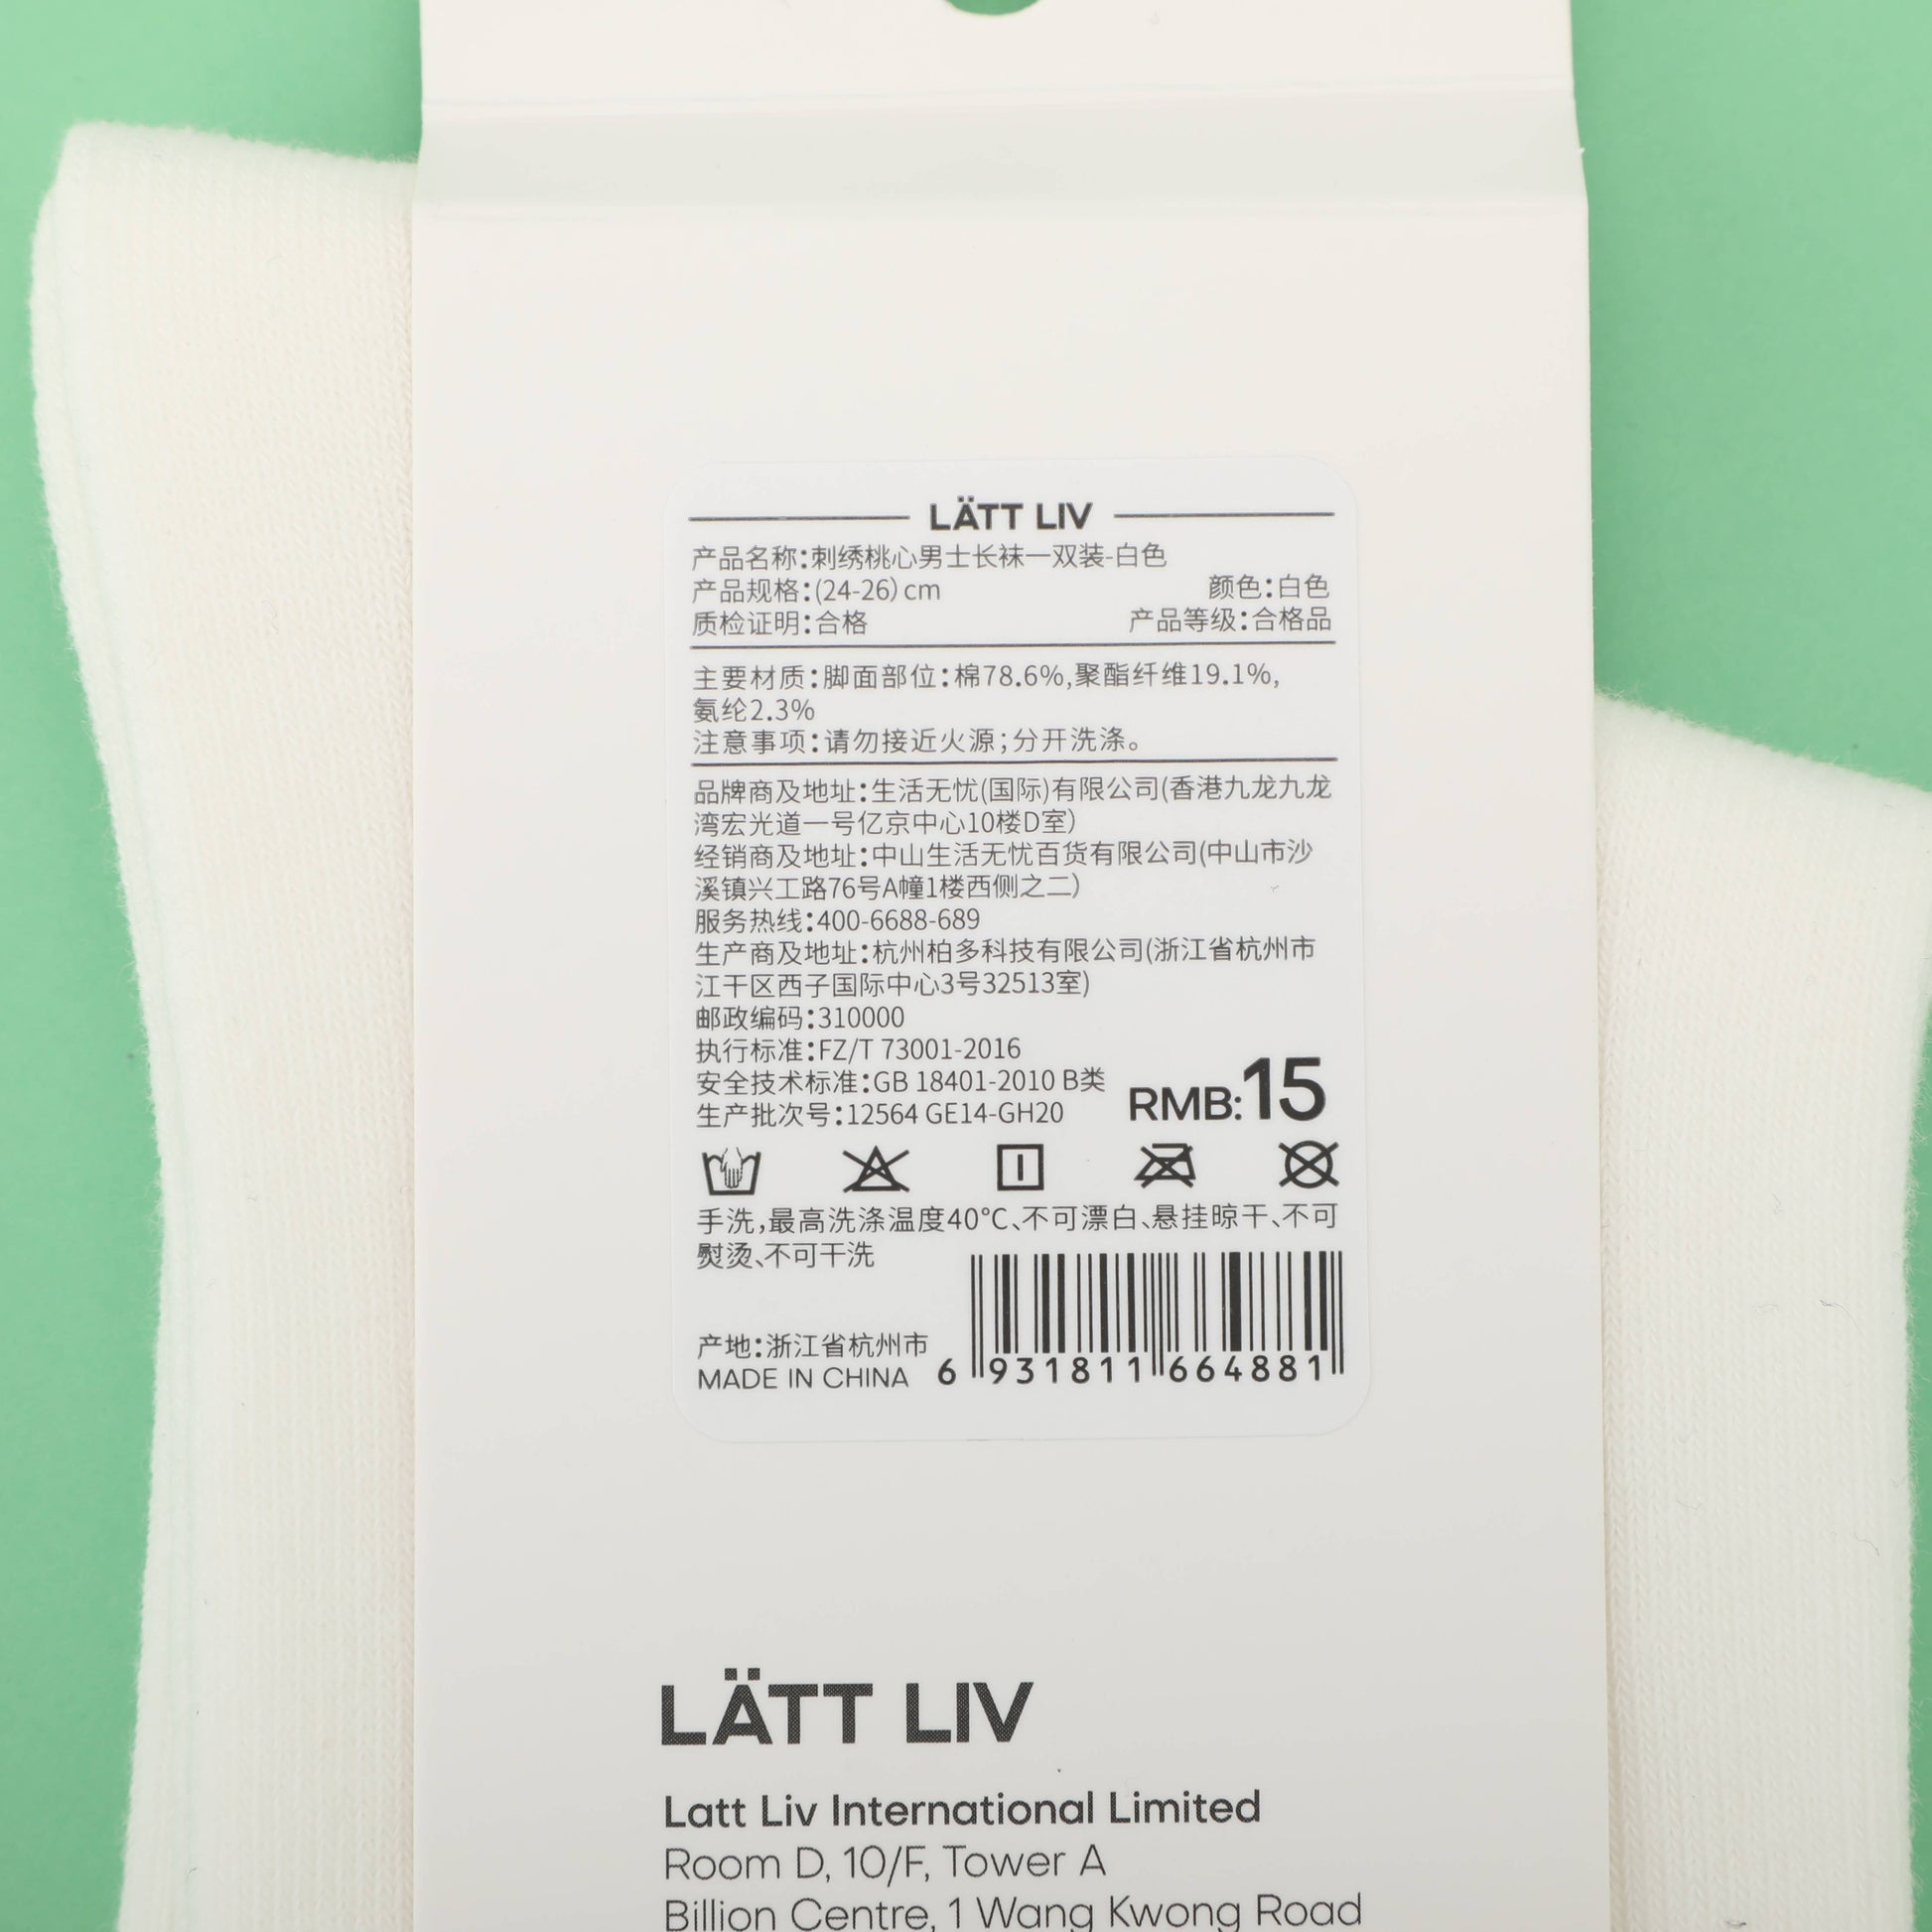 LÄTT LIV
产品名称:刺绣桃心男士长袜一双装-白色
产品规格:(24-26)cm 颜色:白色
质检证明:合格 产品等级:合格品
主要材质:脚面部位:棉78.6%,聚酯纤维19.1%,
氨纶2.3%
注意事项:请勿接近火源;分开洗涤。
品牌商及地址:生活无忧(国际)有限公司(香港九龙九龙
湾宏光道一号亿京中心10楼D室)
经销商及地址:中山生活无忧百货有限公司(中山市沙
溪镇兴工路76号A幢1楼西侧之二)
服务热线:400-6688-689
生产商及地址:杭州柏多科技有限公司(浙江省杭州市
江干区西子国际中心3号32513室)
邮政编码:310000
执行标准:FZ/T 73001-2016
安全技术标准:GB 18401-2010 B类
生产批次号:12564 GE14-GH20
RMB:15
手洗,最高洗涤温度40℃、不可漂白、悬挂晾干、不可
熨烫、不可干洗
产地:浙江省杭州市
MADE IN CHINA
6 931811 664881
LÄTT LIV
Latt Liv International Limited
Room D, 10/F, Tower A
Billion Centre, 1 Wang Kwong Road